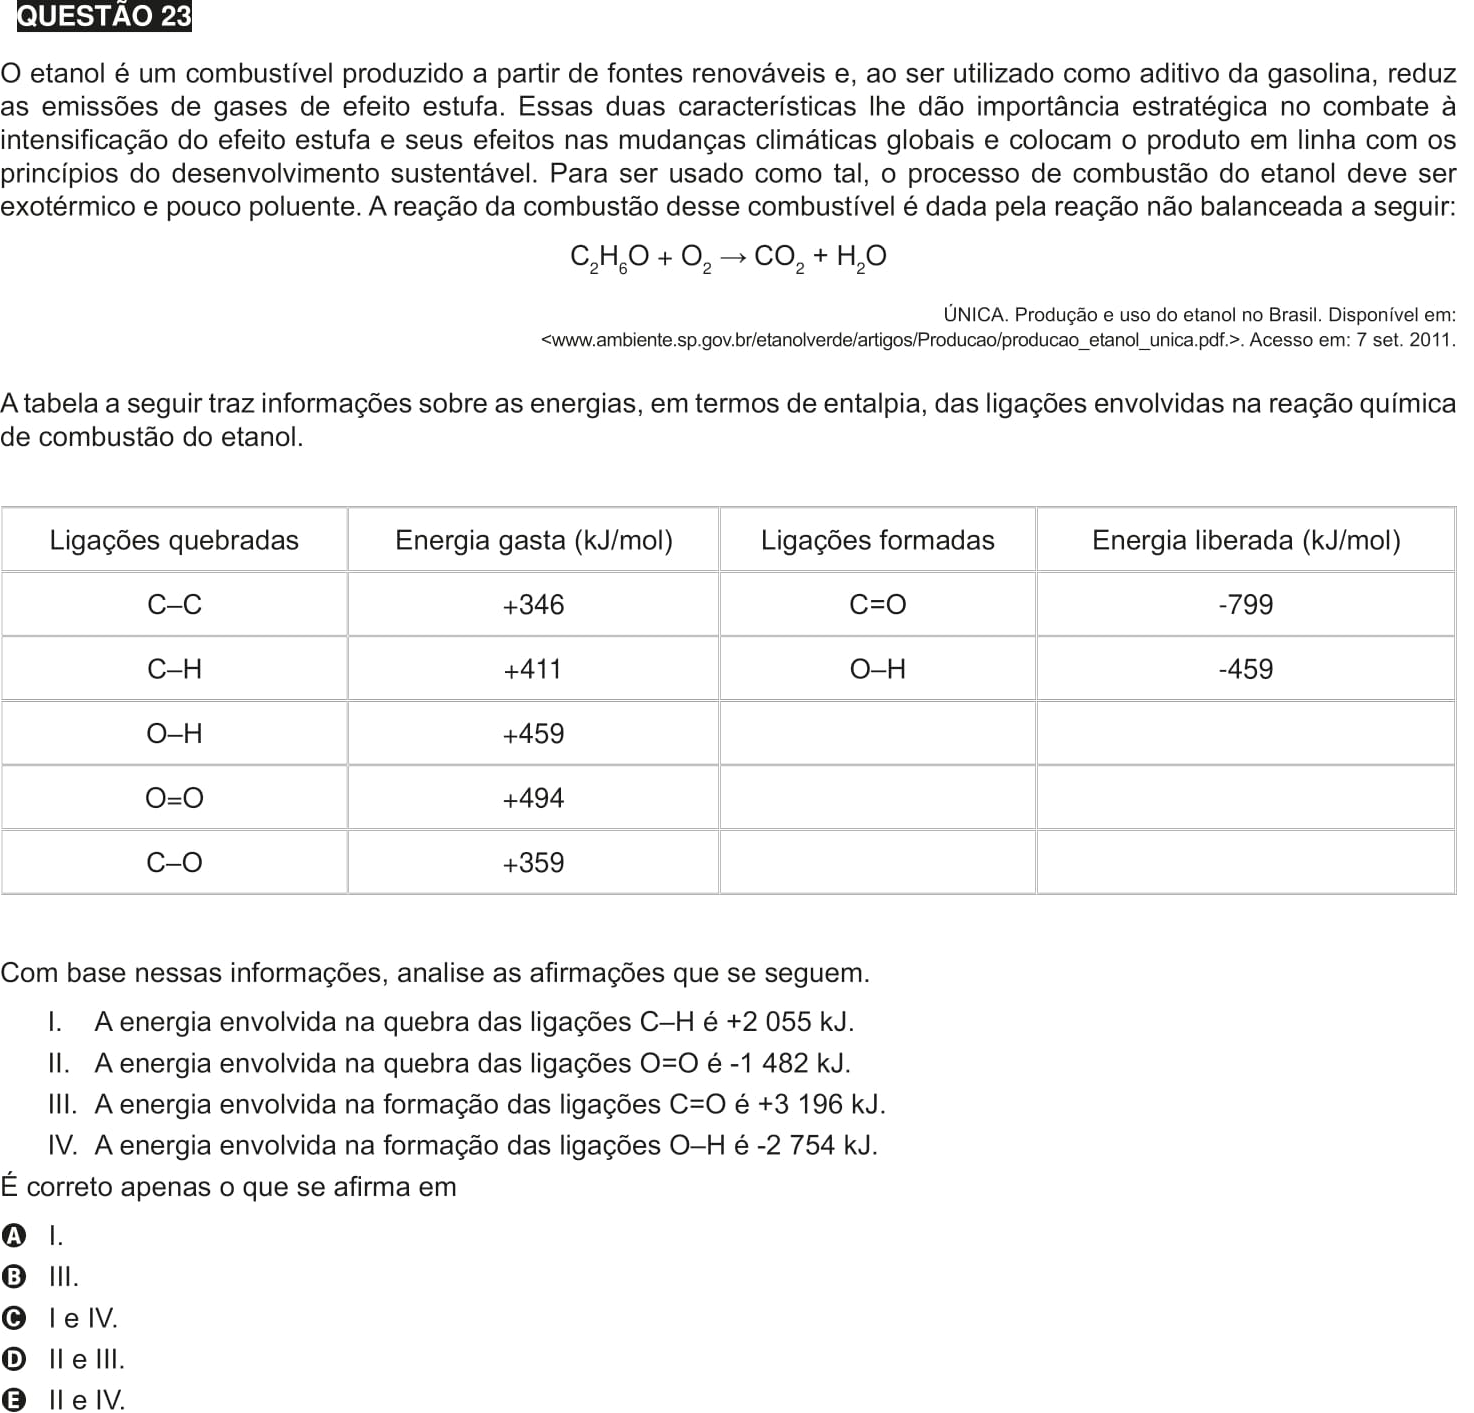 QUESTÃO 23
O etanol é um combustível produzido a partir de fontes renováveis e, ao ser utilizado como aditivo da gasolina, reduz
as emissões de gases de efeito estufa. Essas duas características lhe dão importância estratégica no combate à
intensificação do efeito estufa e seus efeitos nas mudanças climáticas globais e colocam o produto em linha com os
princípios do desenvolvimento sustentável. Para ser usado como tal, o processo de combustão do etanol deve ser
exotérmico e pouco poluente. A reação da combustão desse combustível é dada pela reação não balanceada a seguir:
C₂H₆O + O₂ → CO₂ + H₂O
ÚNICA. Produção e uso do etanol no Brasil. Disponível em:
<www.ambiente.sp.gov.br/etanolverde/artigos/Producao/producao_etanol_unica.pdf.>. Acesso em: 7 set. 2011.
A tabela a seguir traz informações sobre as energias, em termos de entalpia, das ligações envolvidas na reação química
de combustão do etanol.
Ligações quebradas Energia gasta (kJ/mol) Ligações formadas Energia liberada (kJ/mol)
C–C +346 C=O -799
C–H +411 O–H -459
O–H +459
O=O +494
C–O +359
Com base nessas informações, analise as afirmações que se seguem.
I. A energia envolvida na quebra das ligações C–H é +2 055 kJ.
II. A energia envolvida na quebra das ligações O=O é -1 482 kJ.
III. A energia envolvida na formação das ligações C=O é +3 196 kJ.
IV. A energia envolvida na formação das ligações O–H é -2 754 kJ.
É correto apenas o que se afirma em
A I.
B III.
C I e IV.
D II e III.
E II e IV.